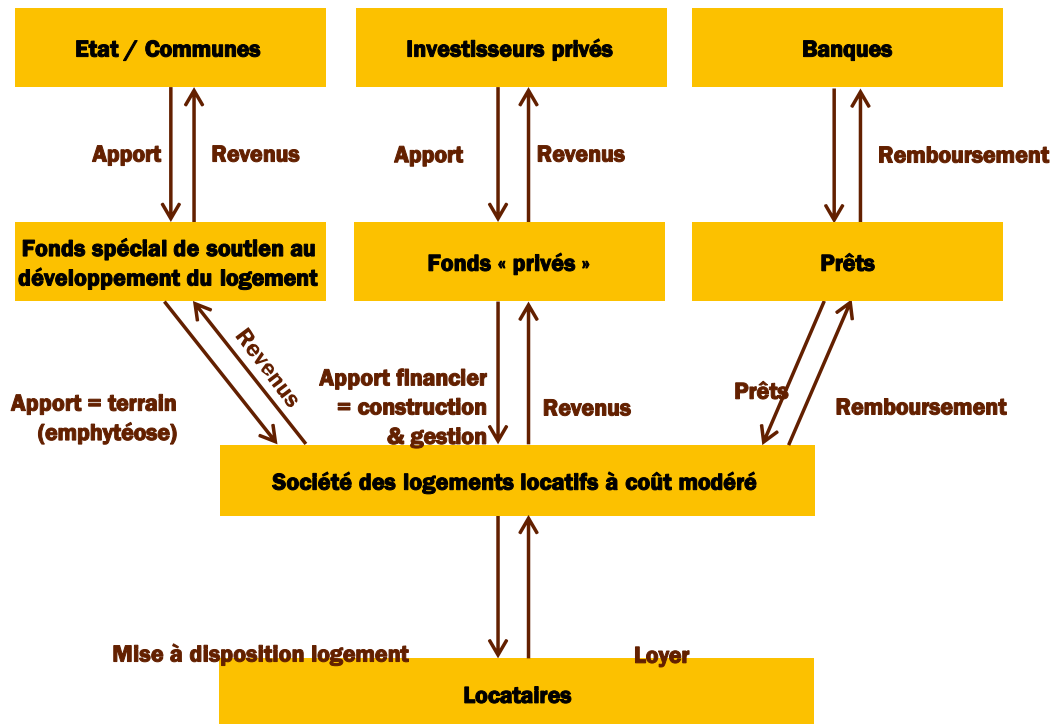 Etat / Communes
Investisseurs privés
Banques
Apport
Revenus
Apport
Revenus
Remboursement
Fonds spécial de soutien au
développement du logement
Fonds « privés »
Prêts
Revenus
Apport = terrain
(emphytéose)
Apport financier
= construction
& gestion
Revenus
Prêts
Remboursement
Société des logements locatifs à coût modéré
Mise à disposition logement
Loyer
Locataires